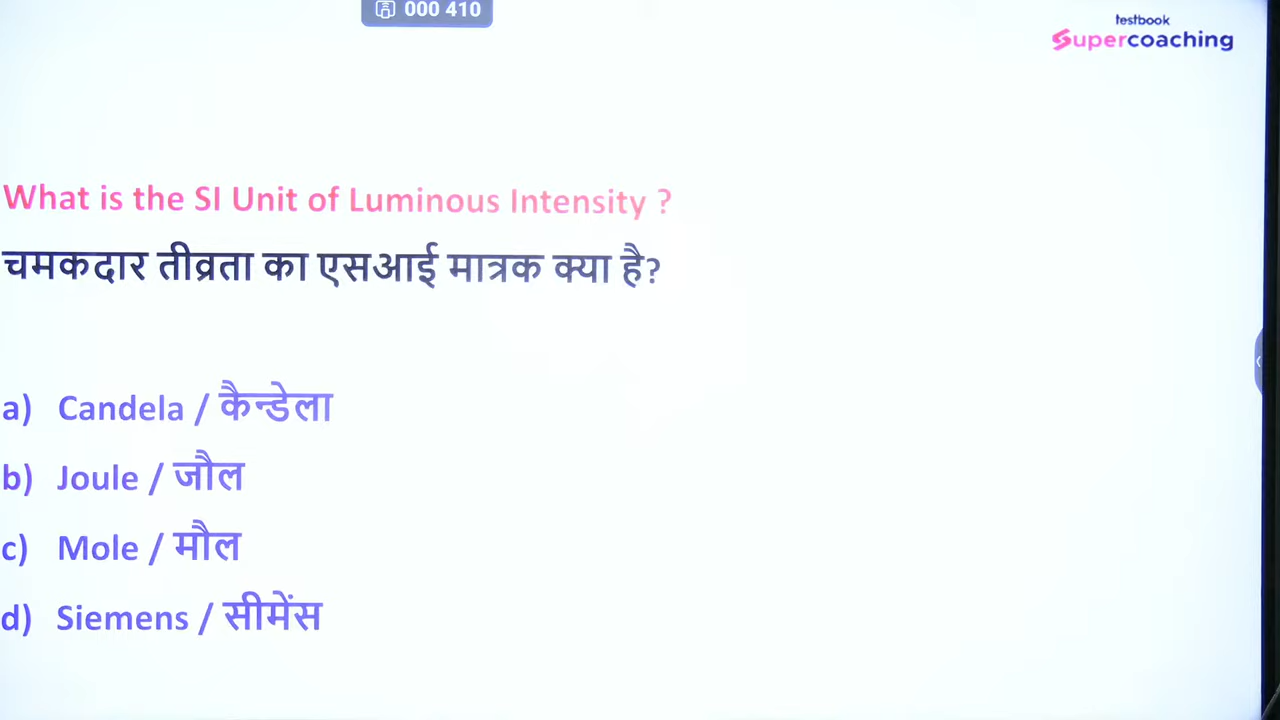 000 410
testbook
Supercoaching
What is the SI Unit of Luminous Intensity ?
चमकदार तीव्रता का एसआई मात्रक क्या है?
a) Candela / कैन्डेला
b) Joule / जौल
c) Mole / मौल
d) Siemens / सीमेंस